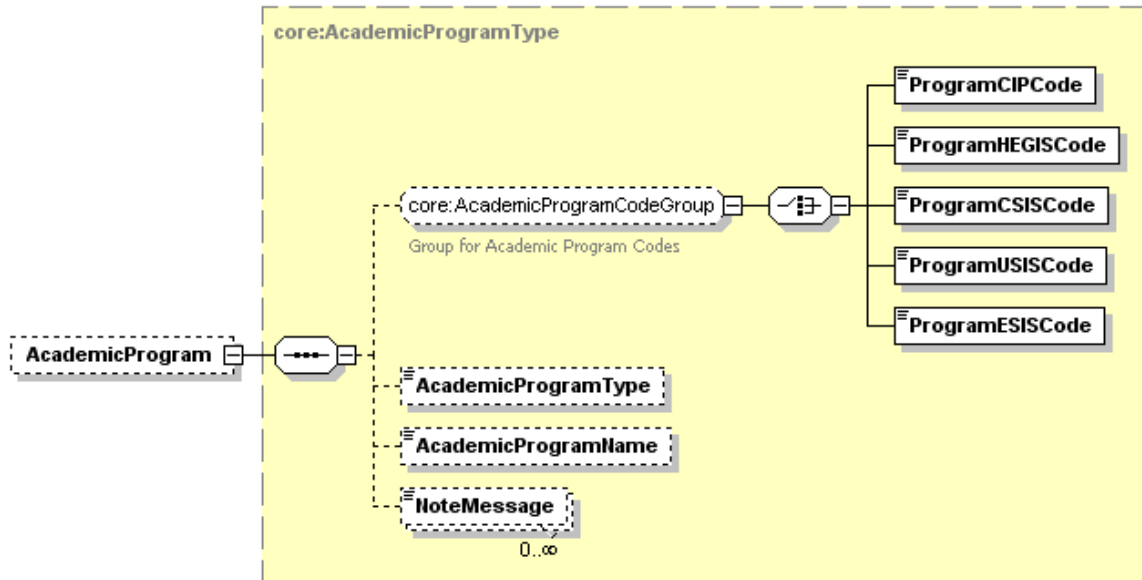 core:AcademicProgramType
ProgramCIPCode
ProgramHEGISCode
core:AcademicProgramCodeGroup
ProgramCSISCode
Group for Academic Program Codes
ProgramUSISCode
ProgramESISCode
AcademicProgram
AcademicProgramType
AcademicProgramName
NoteMessage
0..∞